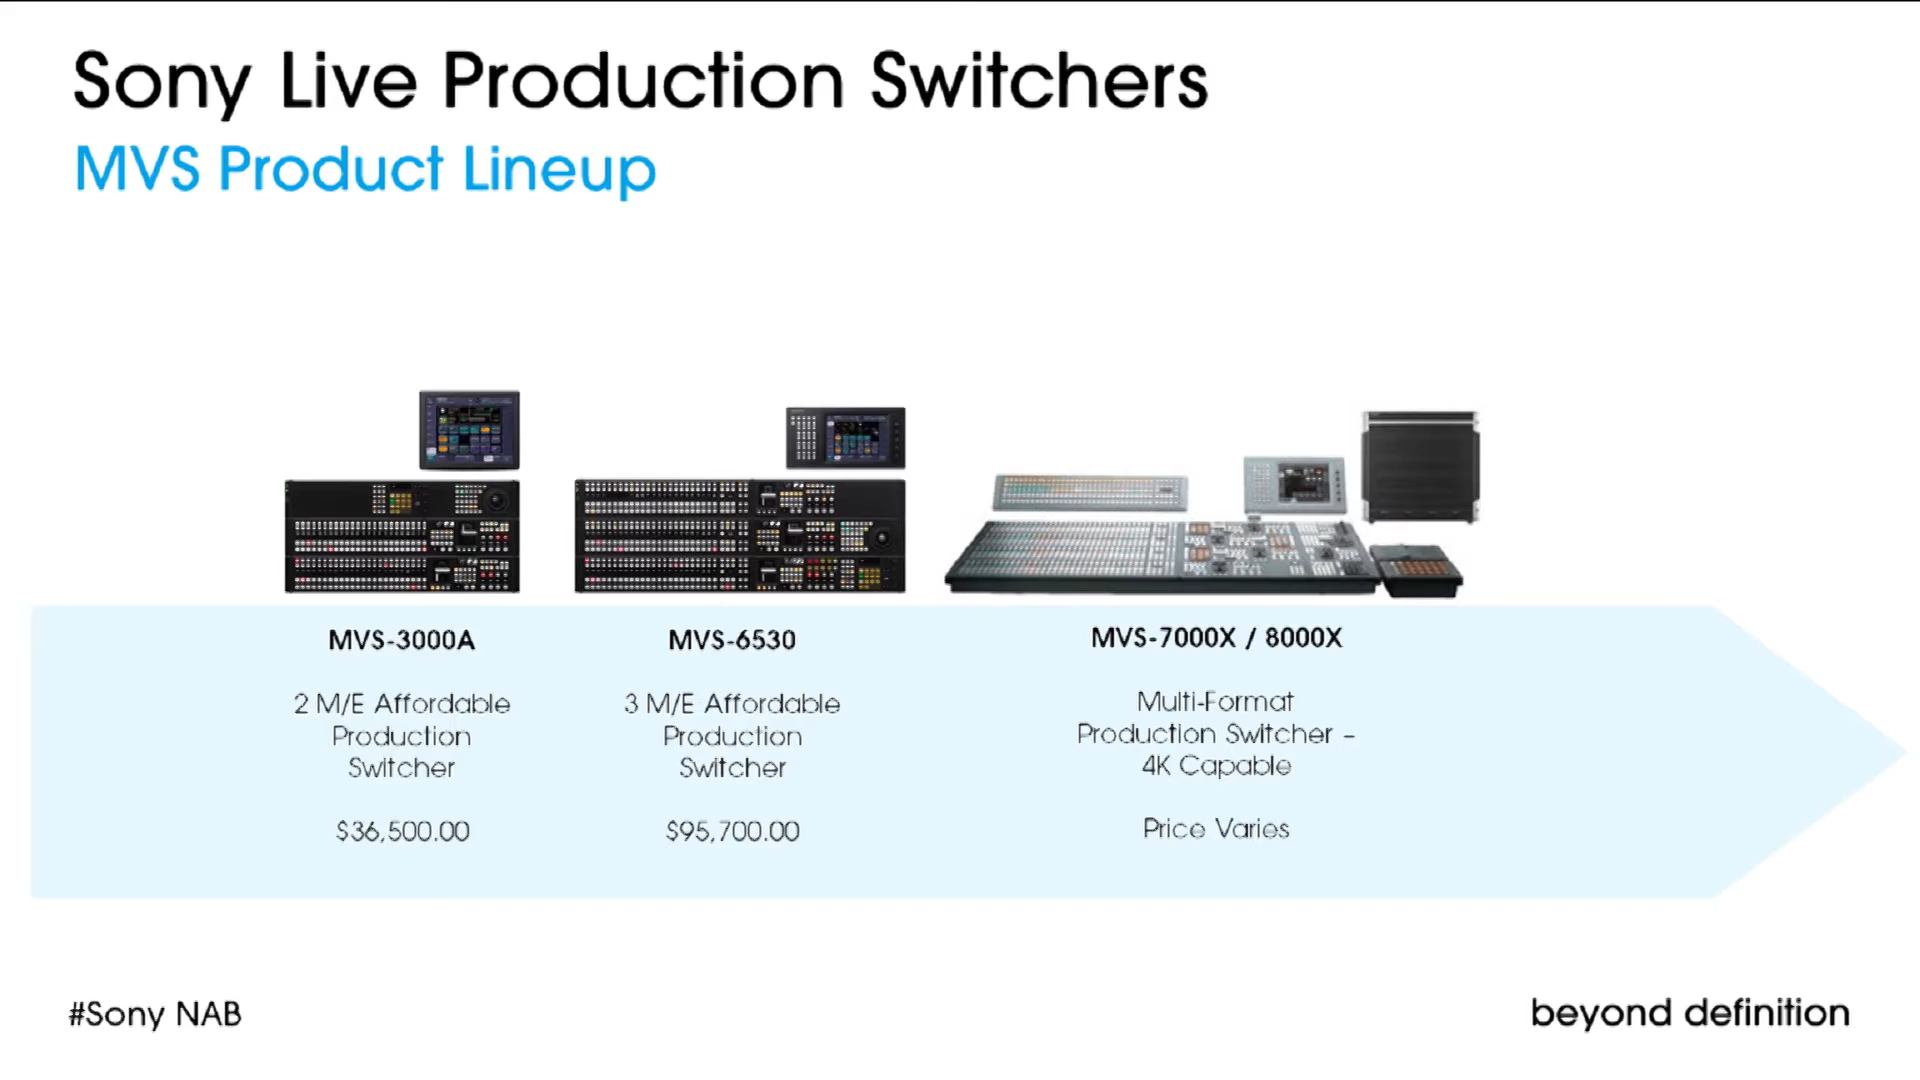 Sony Live Production Switchers
MVS Product Lineup
MVS-3000A
2 M/E Affordable
Production
Switcher
$36,500.00
MVS-6530
3 M/E Affordable
Production
Switcher
$95,700.00
MVS-7000X / 8000X
Multi-Format
Production Switcher –
4K Capable
Price Varies
#Sony NAB
beyond definition